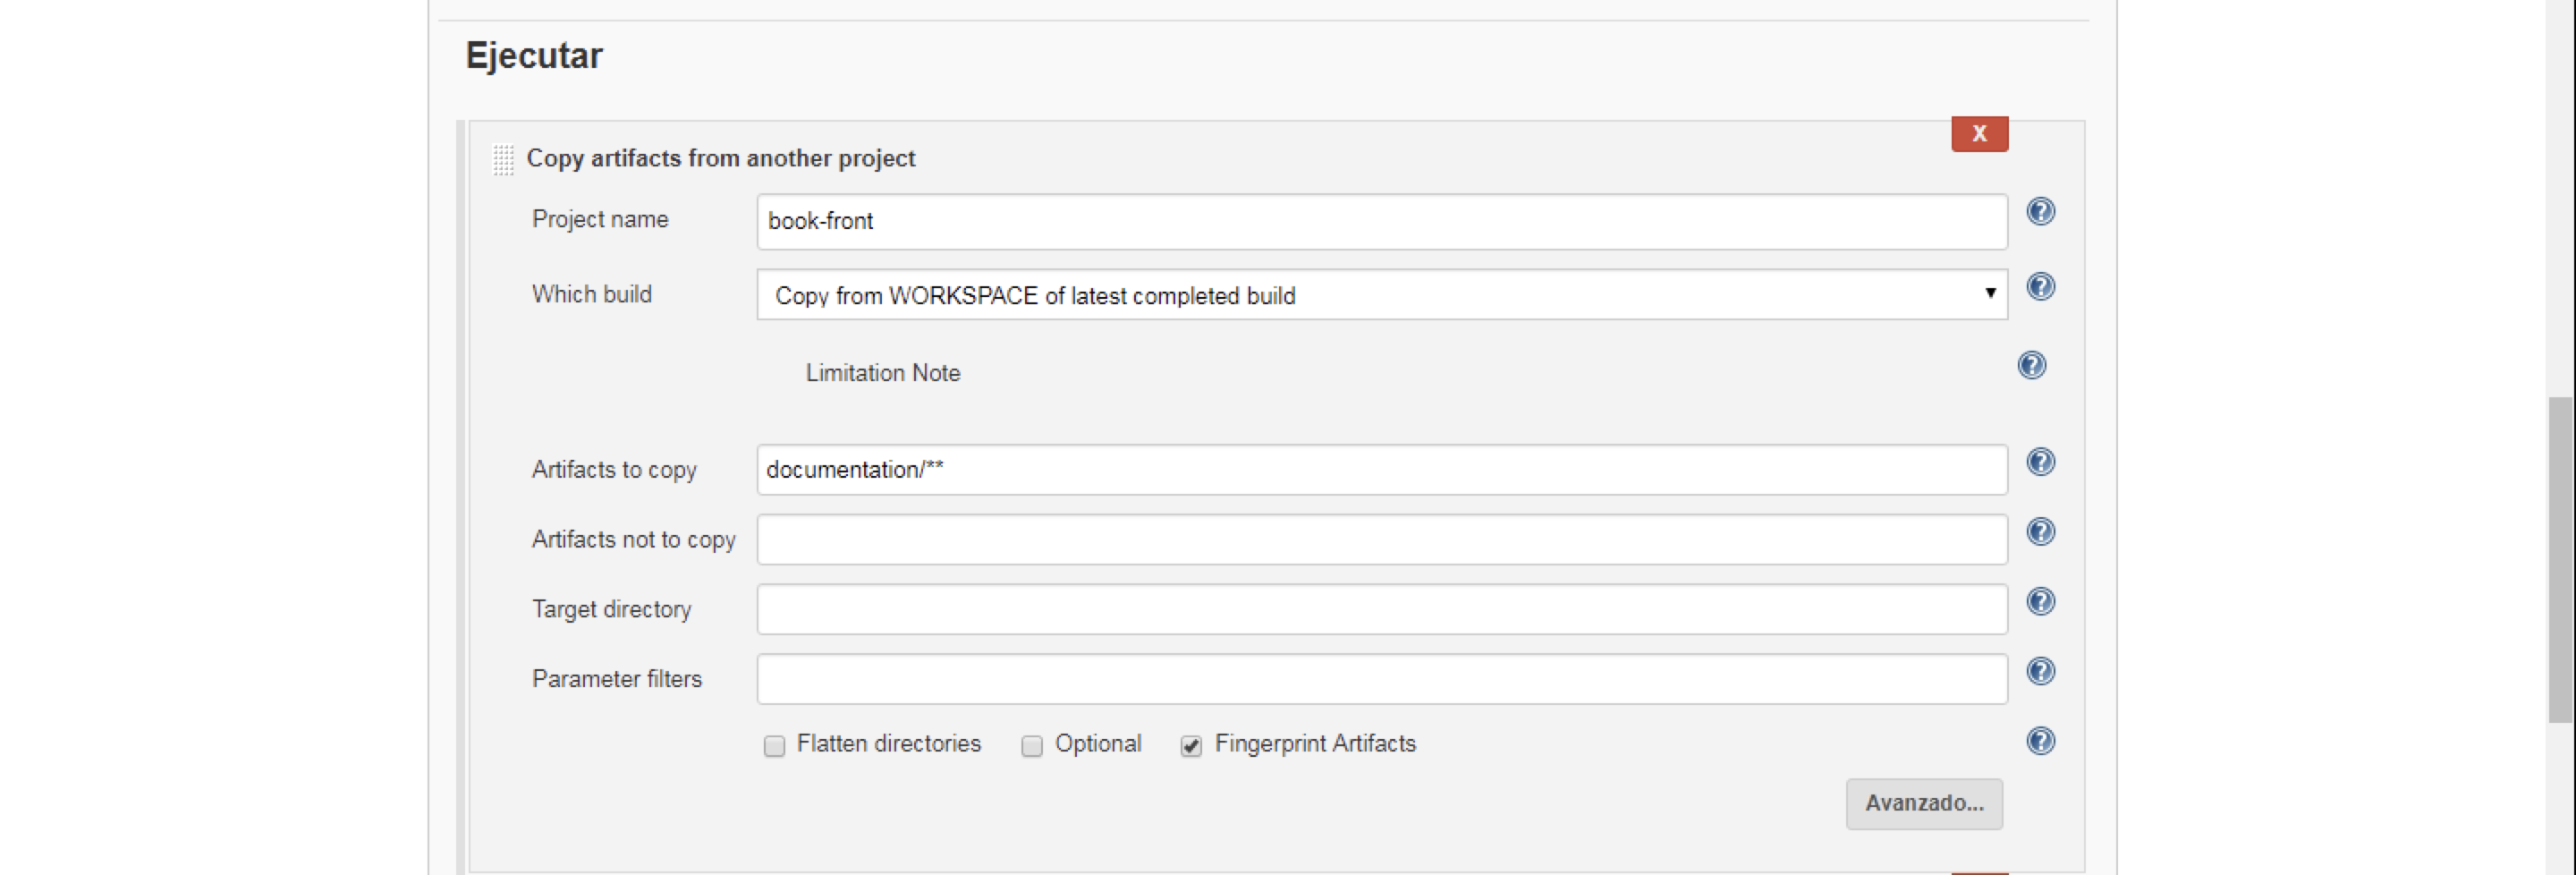 Ejecutar
X
Copy artifacts from another project
Project name book-front
Which build Copy from WORKSPACE of latest completed build
Limitation Note
Artifacts to copy documentation/**
Artifacts not to copy
Target directory
Parameter filters
Flatten directories Optional Fingerprint Artifacts
Avanzado...